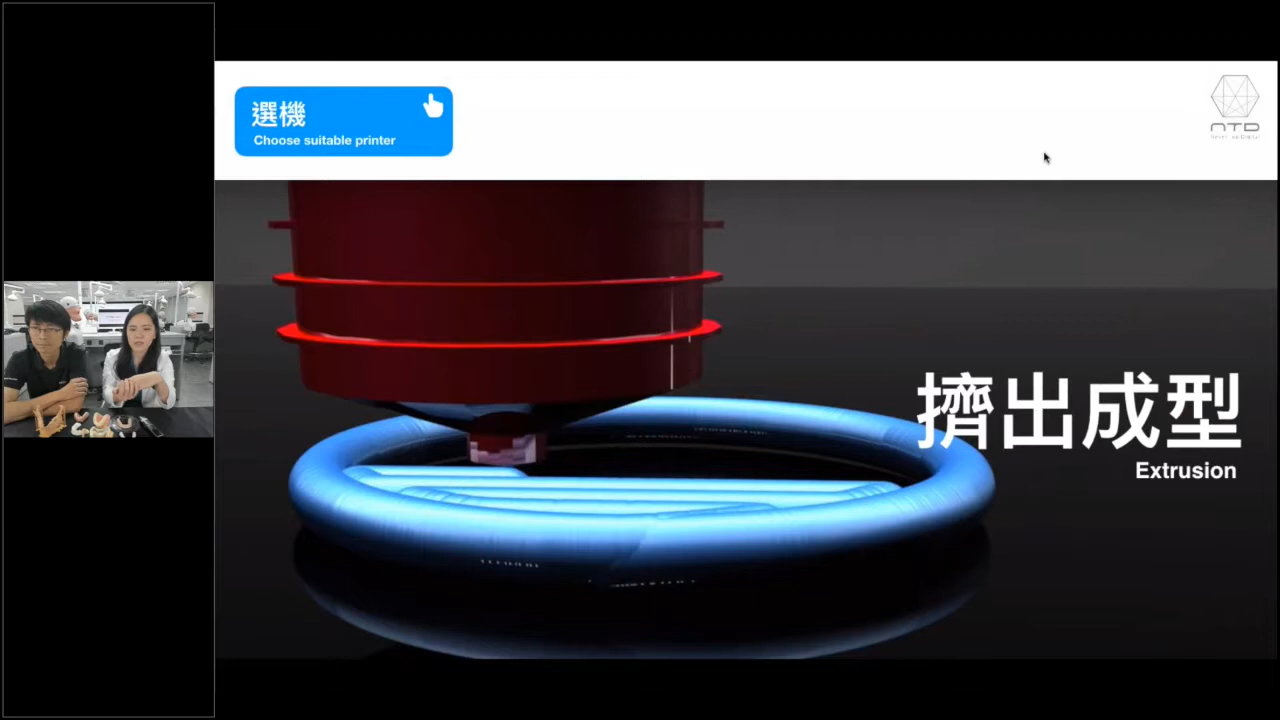 選機
Choose suitable printer
NTD
擠出成型
Extrusion